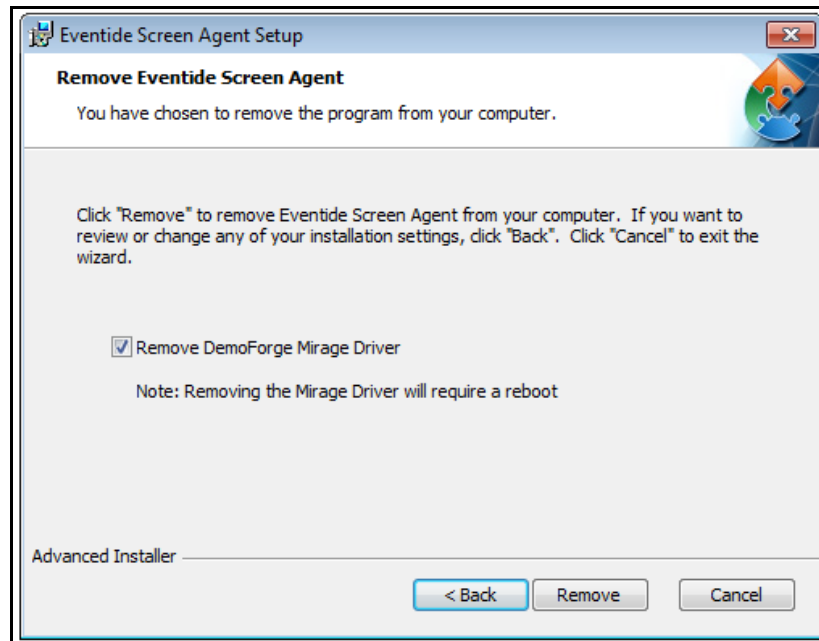 Eventide Screen Agent Setup
Remove Eventide Screen Agent
You have chosen to remove the program from your computer.
Click "Remove" to remove Eventide Screen Agent from your computer. If you want to
review or change any of your installation settings, click "Back". Click "Cancel" to exit the
wizard.
Remove DemoForge Mirage Driver
Note: Removing the Mirage Driver will require a reboot
Advanced Installer
< Back Remove Cancel